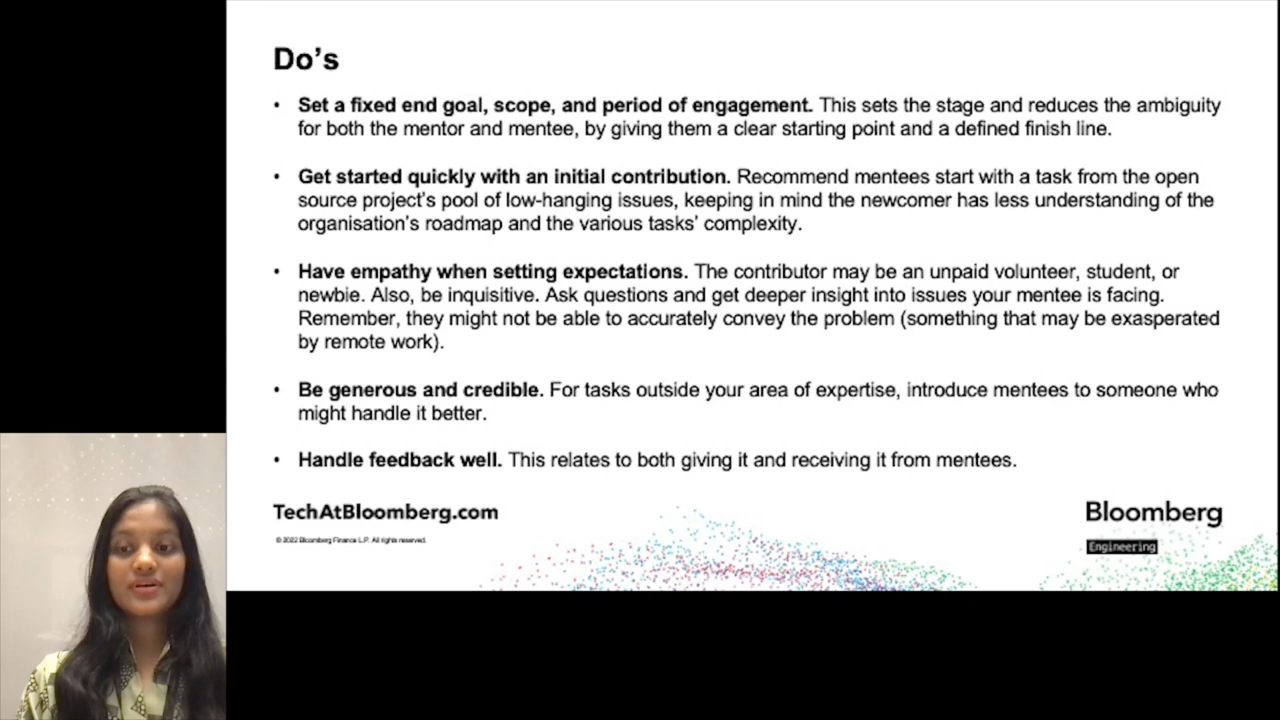 Do’s
• Set a fixed end goal, scope, and period of engagement. This sets the stage and reduces the ambiguity
for both the mentor and mentee, by giving them a clear starting point and a defined finish line.
• Get started quickly with an initial contribution. Recommend mentees start with a task from the open
source project’s pool of low-hanging issues, keeping in mind the newcomer has less understanding of the
organisation’s roadmap and the various tasks’ complexity.
• Have empathy when setting expectations. The contributor may be an unpaid volunteer, student, or
newbie. Also, be inquisitive. Ask questions and get deeper insight into issues your mentee is facing.
Remember, they might not be able to accurately convey the problem (something that may be exasperated
by remote work).
• Be generous and credible. For tasks outside your area of expertise, introduce mentees to someone who
might handle it better.
• Handle feedback well. This relates to both giving it and receiving it from mentees.
TechAtBloomberg.com
© 2022 Bloomberg Finance L.P. All rights reserved.
Bloomberg
Engineering